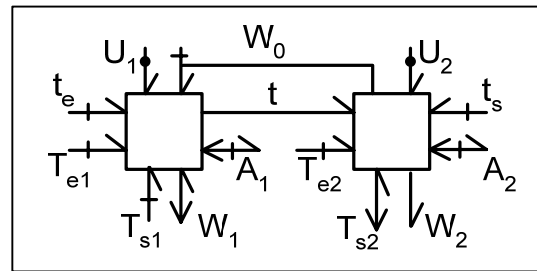 U₁ W₀ U₂
tₑ t tₛ
Tₑ₁ A₁ Tₑ₂ A₂
Tₛ₁ W₁ Tₛ₂ W₂